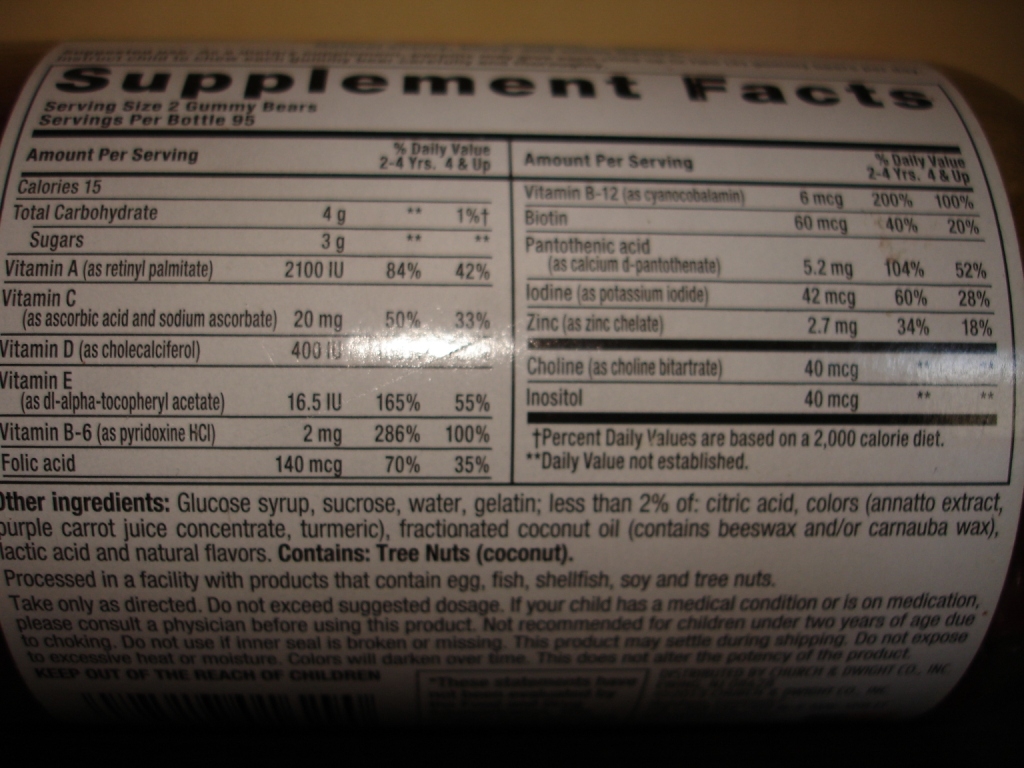 Supplement Facts
Serving Size 2 Gummy Bears
Servings Per Bottle 95
Amount Per Serving % Daily Value
2-4 Yrs. 4 & Up
Calories 15
Total Carbohydrate 4 g ** 1%†
Sugars 3 g ** **
Vitamin A (as retinyl palmitate) 2100 IU 84% 42%
Vitamin C
(as ascorbic acid and sodium ascorbate) 20 mg 50% 33%
Vitamin D (as cholecalciferol) 400 IU
Vitamin E
(as dl-alpha-tocopheryl acetate) 16.5 IU 165% 55%
Vitamin B-6 (as pyridoxine HCl) 2 mg 286% 100%
Folic acid 140 mcg 70% 35%
Amount Per Serving % Daily Value
2-4 Yrs. 4 & Up
Vitamin B-12 (as cyanocobalamin) 6 mcg 200% 100%
Biotin 60 mcg 40% 20%
Pantothenic acid
(as calcium d-pantothenate) 5.2 mg 104% 52%
Iodine (as potassium iodide) 42 mcg 60% 28%
Zinc (as zinc chelate) 2.7 mg 34% 18%
Choline (as choline bitartrate) 40 mcg ** **
Inositol 40 mcg ** **
†Percent Daily Values are based on a 2,000 calorie diet.
**Daily Value not established.
Other ingredients: Glucose syrup, sucrose, water, gelatin; less than 2% of: citric acid, colors (annatto extract,
purple carrot juice concentrate, turmeric), fractionated coconut oil (contains beeswax and/or carnauba wax),
lactic acid and natural flavors. Contains: Tree Nuts (coconut).
Processed in a facility with products that contain egg, fish, shellfish, soy and tree nuts.
Take only as directed. Do not exceed suggested dosage. If your child has a medical condition or is on medication,
please consult a physician before using this product. Not recommended for children under two years of age due
to choking. Do not use if inner seal is broken or missing. This product may settle during shipping. Do not expose
to excessive heat or moisture. Colors will darken over time. This does not alter the potency of the product.
KEEP OUT OF THE REACH OF CHILDREN
*These statements have
DISTRIBUTED BY CHURCH & DWIGHT CO., INC.